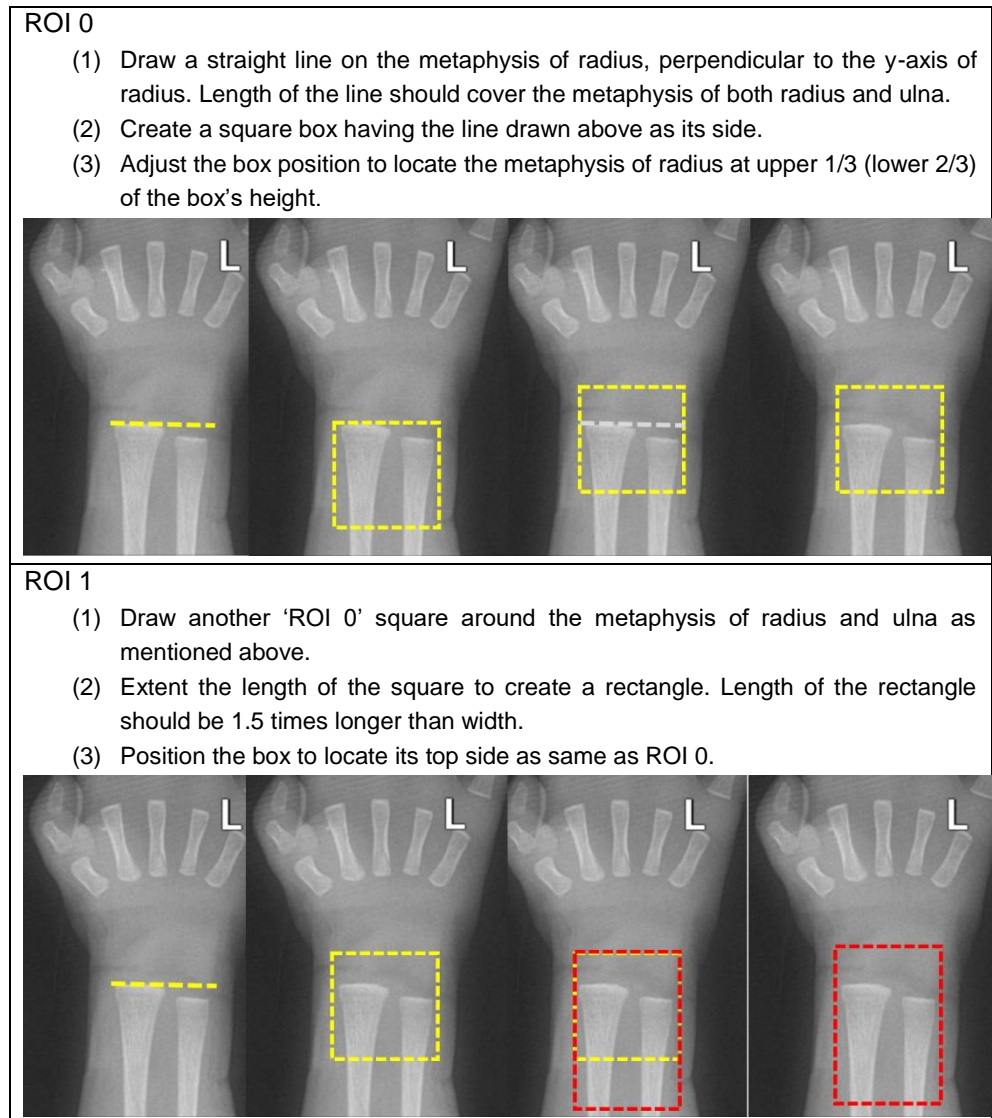 ROI 0
(1) Draw a straight line on the metaphysis of radius, perpendicular to the y-axis of
radius. Length of the line should cover the metaphysis of both radius and ulna.
(2) Create a square box having the line drawn above as its side.
(3) Adjust the box position to locate the metaphysis of radius at upper 1/3 (lower 2/3)
of the box's height.
L
L
L
L
ROI 1
(1) Draw another 'ROI 0' square around the metaphysis of radius and ulna as
mentioned above.
(2) Extent the length of the square to create a rectangle. Length of the rectangle
should be 1.5 times longer than width.
(3) Position the box to locate its top side as same as ROI 0.
L
L
L
L